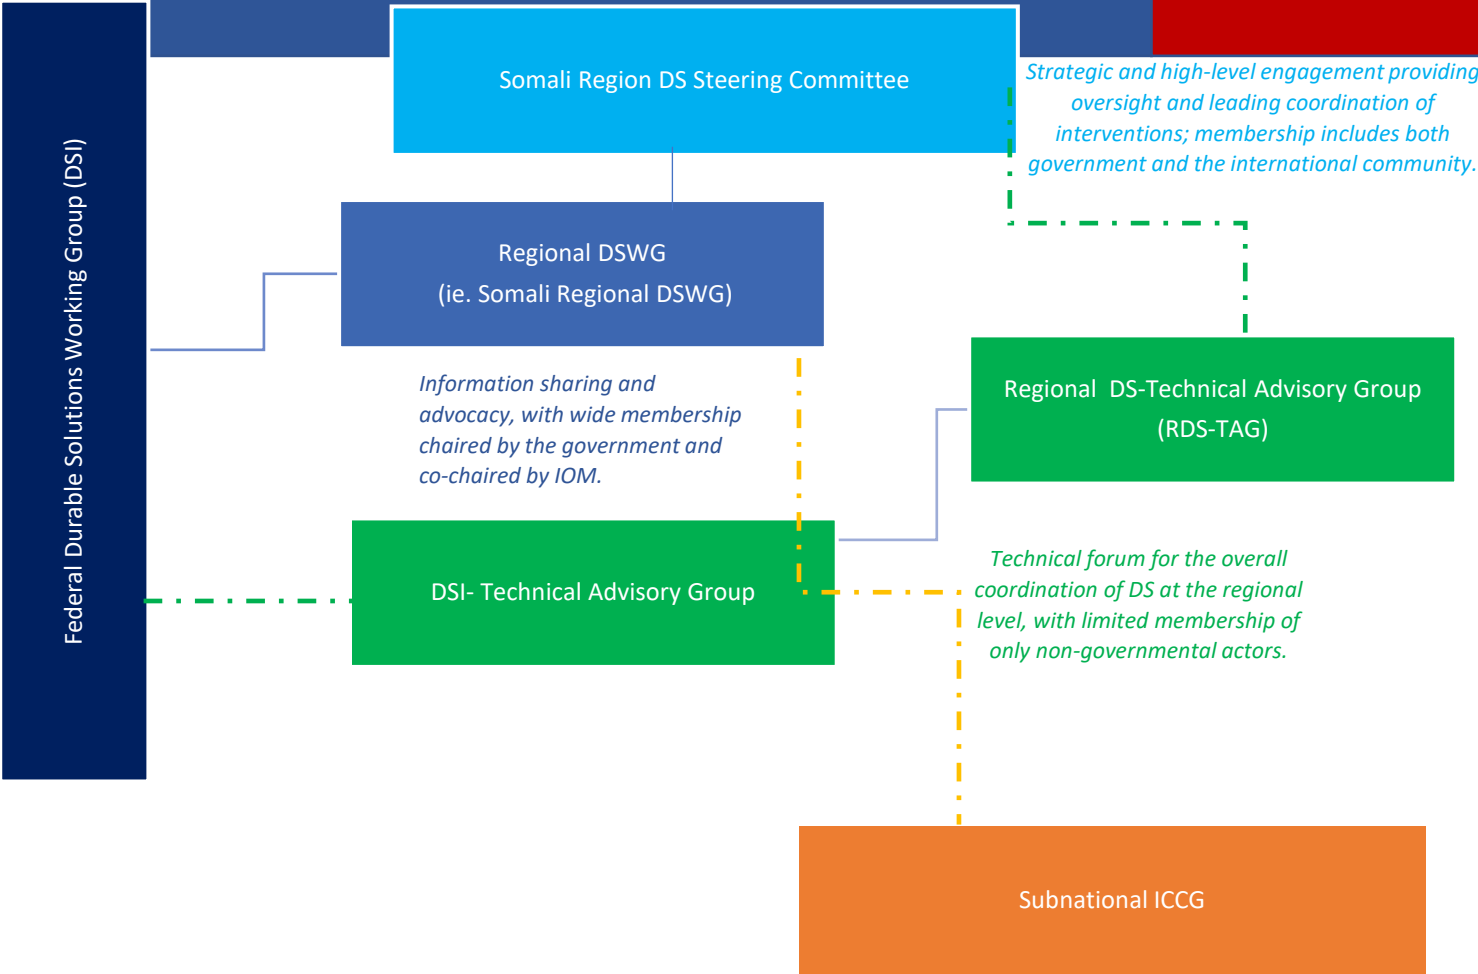 Somali Region DS Steering Committee
Strategic and high-level engagement providing
oversight and leading coordination of
interventions; membership includes both
government and the international community.
Federal Durable Solutions Working Group (DSI)
Regional DSWG
(ie. Somali Regional DSWG)
Information sharing and
advocacy, with wide membership
chaired by the government and
co-chaired by IOM.
Regional  DS-Technical Advisory Group
(RDS-TAG)
DSI- Technical Advisory Group
Technical forum for the overall
coordination of DS at the regional
level, with limited membership of
only non-governmental actors.
Subnational ICCG